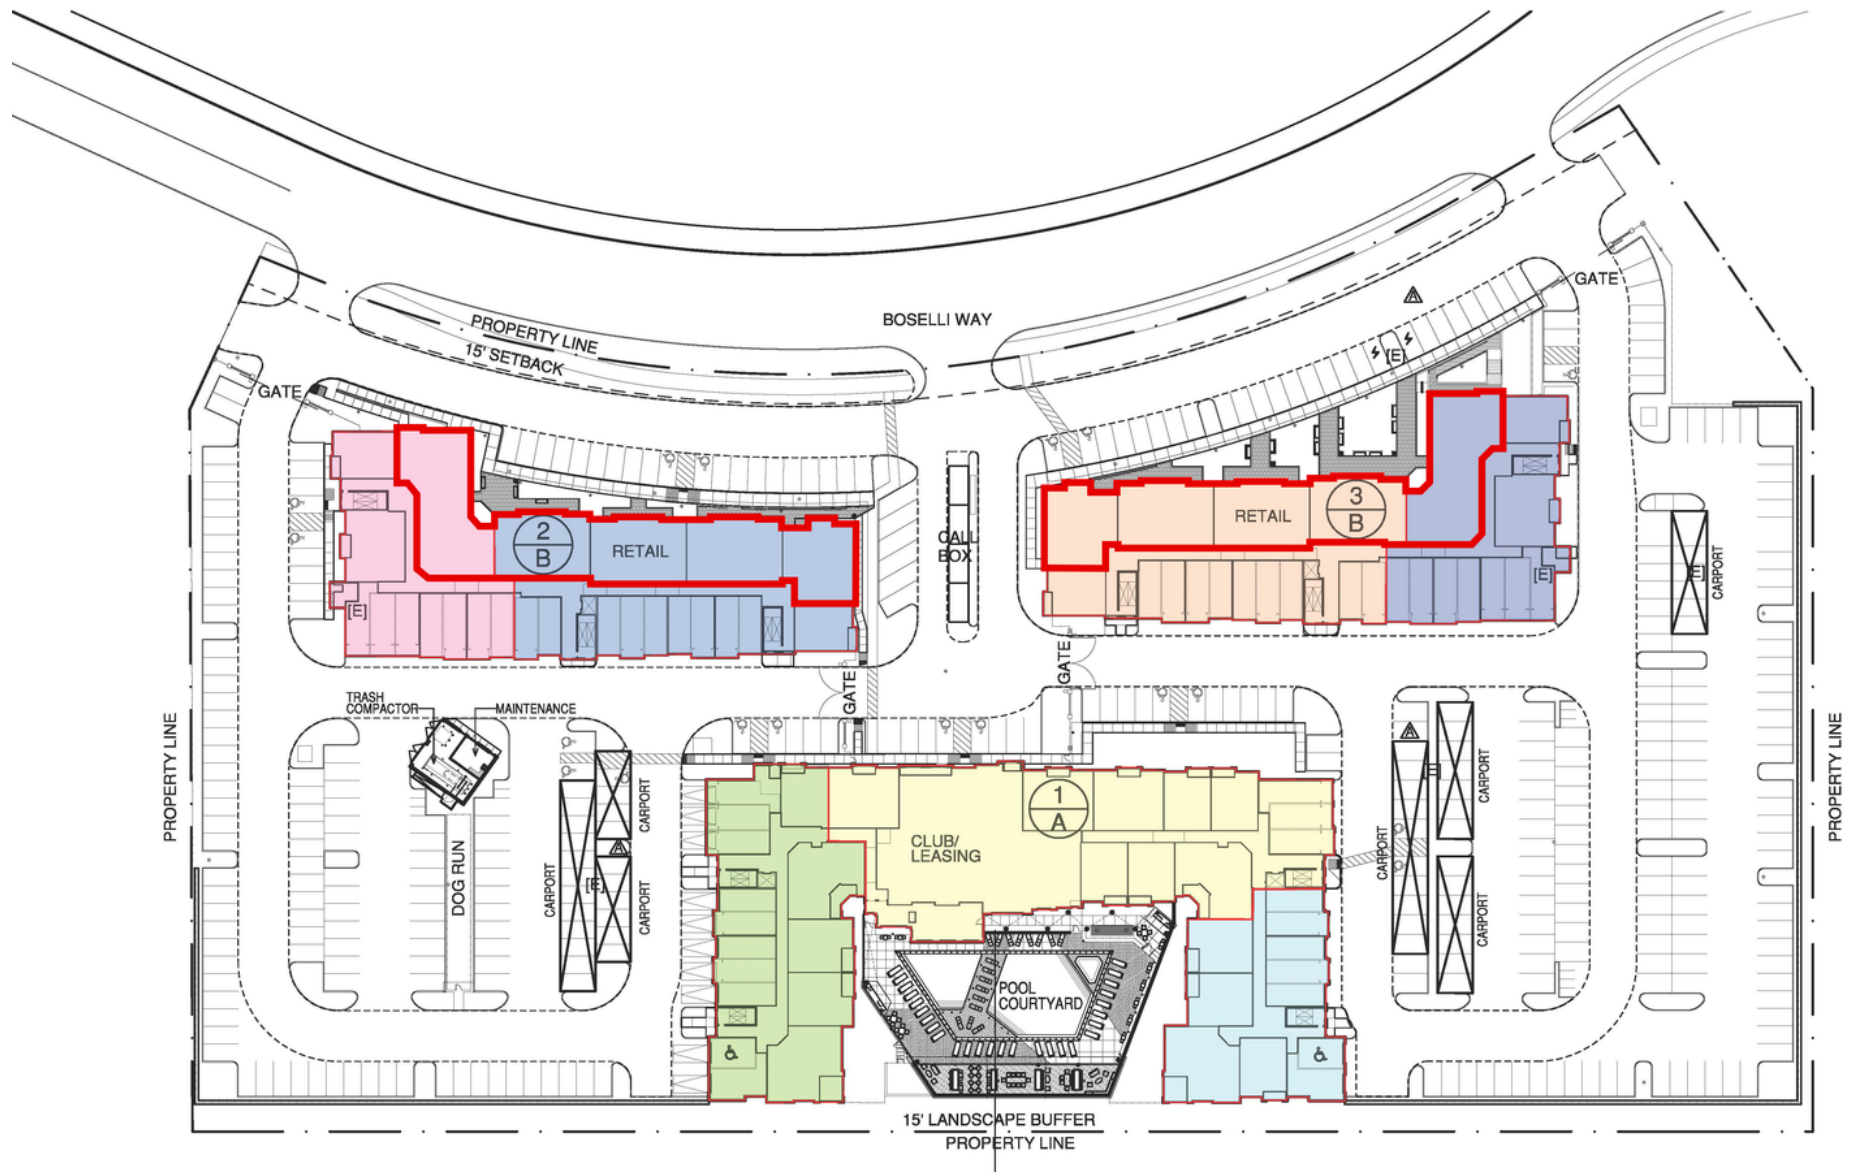 BOSELLI WAY
PROPERTY LINE
15' SETBACK
GATE
GATE
[E]
2
B
RETAIL
CALL
BOX
RETAIL
3
B
[E]
[E]
[E]
CARPORT
GATE
GATE
TRASH
COMPACTOR
MAINTENANCE
PROPERTY LINE
PROPERTY LINE
DOG RUN
CARPORT
CARPORT
CARPORT
[E]
CLUB/
LEASING
1
A
CARPORT
CARPORT
CARPORT
POOL
COURTYARD
15' LANDSCAPE BUFFER
PROPERTY LINE